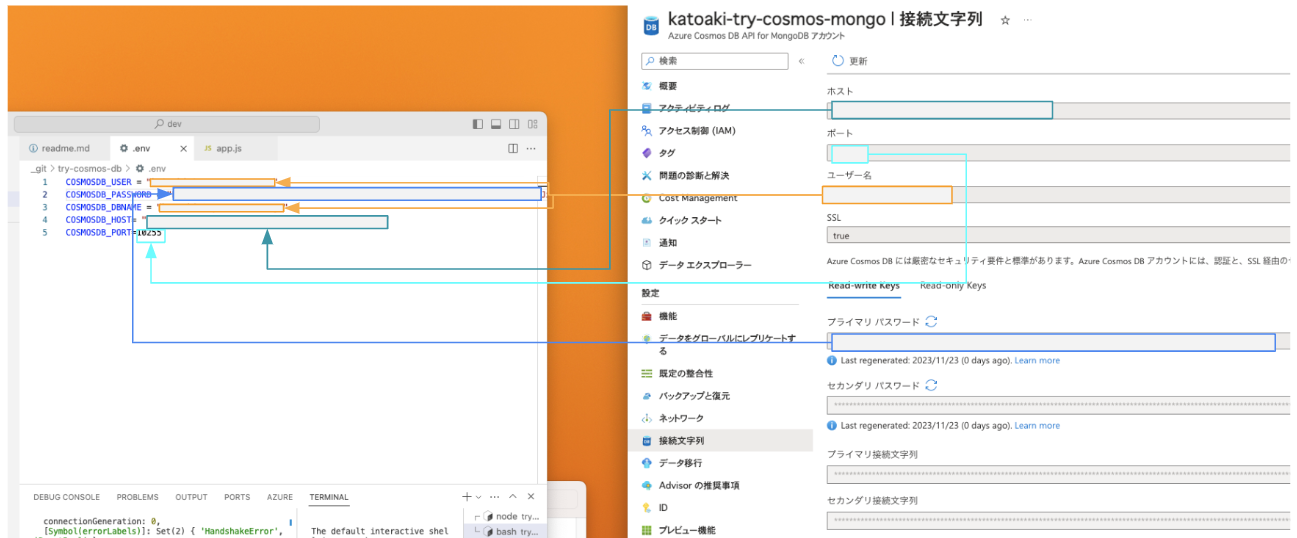 katoaki-try-cosmos-mongo | 接続文字列
Azure Cosmos DB API for MongoDB アカウント
検索
更新
概要
アクティビティ ログ
アクセス制御 (IAM)
タグ
問題の診断と解決
Cost Management
クイック スタート
通知
データ エクスプローラー
設定
機能
データをグローバルにレプリケートす
る
既定の整合性
バックアップと復元
ネットワーク
接続文字列
データ移行
Advisor の推奨事項
ID
プレビュー機能
ホスト
ポート
ユーザー名
SSL
true
Azure Cosmos DB には厳密なセキュリティ要件と標準があります。Azure Cosmos DB アカウントには、認証と、SSL 経由の
Read-write Keys Read-only Keys
プライマリ パスワード
Last regenerated: 2023/11/23 (0 days ago). Learn more
セカンダリ パスワード
Last regenerated: 2023/11/23 (0 days ago). Learn more
プライマリ接続文字列
セカンダリ接続文字列
dev
readme.md .env app.js
_git > try-cosmos-db > .env
1 COSMOSDB_USER = "
2 COSMOSDB_PASSWORD
3 COSMOSDB_DBNAME = "
4 COSMOSDB_HOST= "
5 COSMOSDB_PORT=10255
DEBUG CONSOLE PROBLEMS OUTPUT PORTS AZURE TERMINAL
connectionGeneration: 0,
[Symbol(errorLabels)]: Set(2) { 'HandshakeError',
The default interactive shel
node try...
bash try...